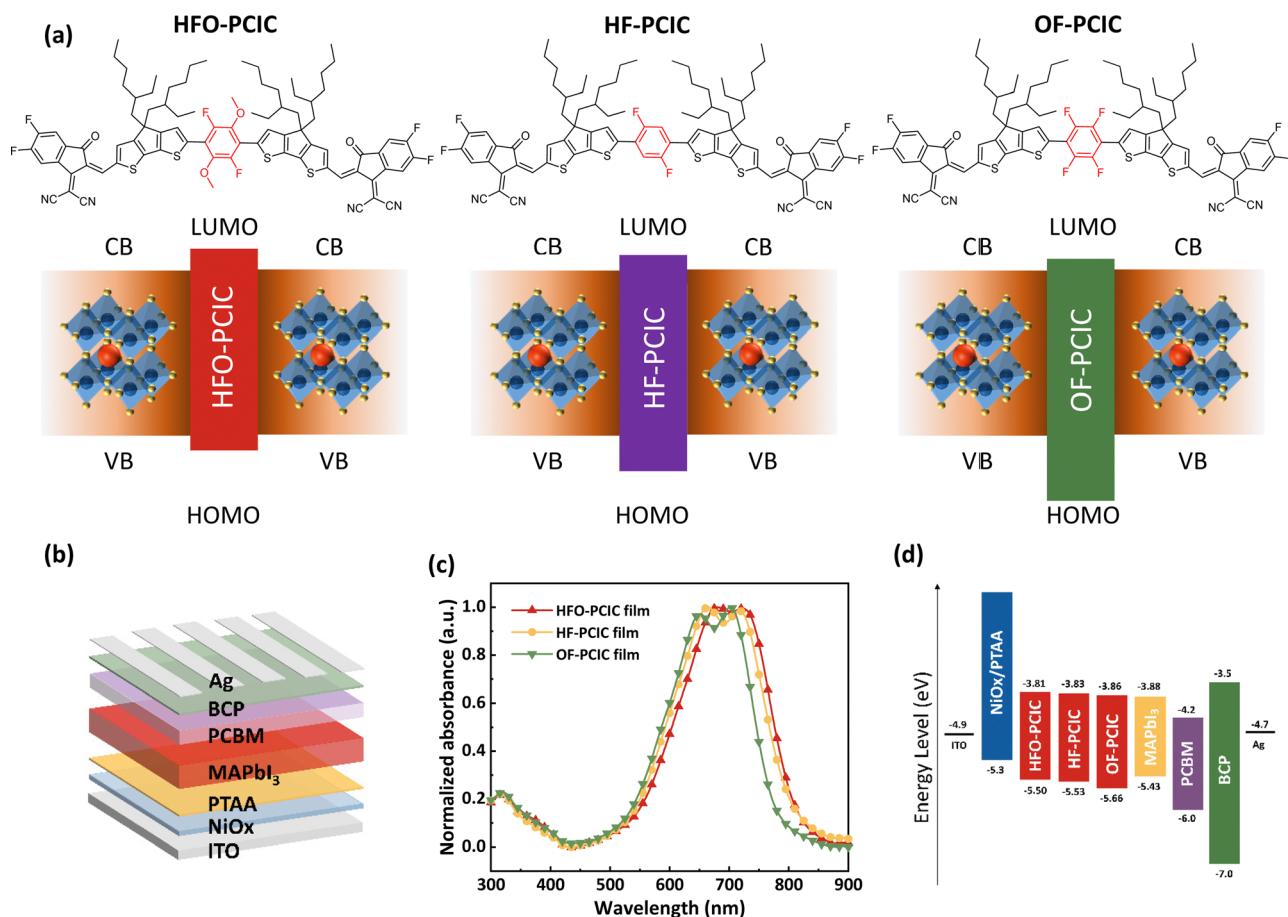 (a)
HFO-PCIC
HF-PCIC
OF-PCIC
F
F
O
S
NC
CN
F
O
O
F
S
S
S
O
F
F
NC
CN
F
F
O
S
NC
CN
F
F
S
S
S
O
F
F
NC
CN
F
F
O
S
NC
CN
F
F
F
F
S
S
S
O
F
NC
CN
LUMO
LUMO
LUMO
CB
CB
CB
CB
CB
CB
HFO-PCIC
HF-PCIC
OF-PCIC
VB
VB
VB
VB
VB
VB
HOMO
HOMO
HOMO
(b)
Ag
BCP
PCBM
MAPbI₃
PTAA
NiOx
ITO
(c)
Normalized absorbance (a.u.)
1.0
0.8
0.6
0.4
0.2
0.0
HFO-PCIC film
HF-PCIC film
OF-PCIC film
300 400 500 600 700 800 900
Wavelength (nm)
(d)
Energy Level (eV)
-4.9
ITO
NiOx/PTAA
-5.3
-3.81
HFO-PCIC
-5.50
-3.83
HF-PCIC
-5.53
-3.86
OF-PCIC
-5.66
-3.88
MAPbI₃
-5.43
-4.2
PCBM
-6.0
-3.5
BCP
-7.0
-4.7
Ag